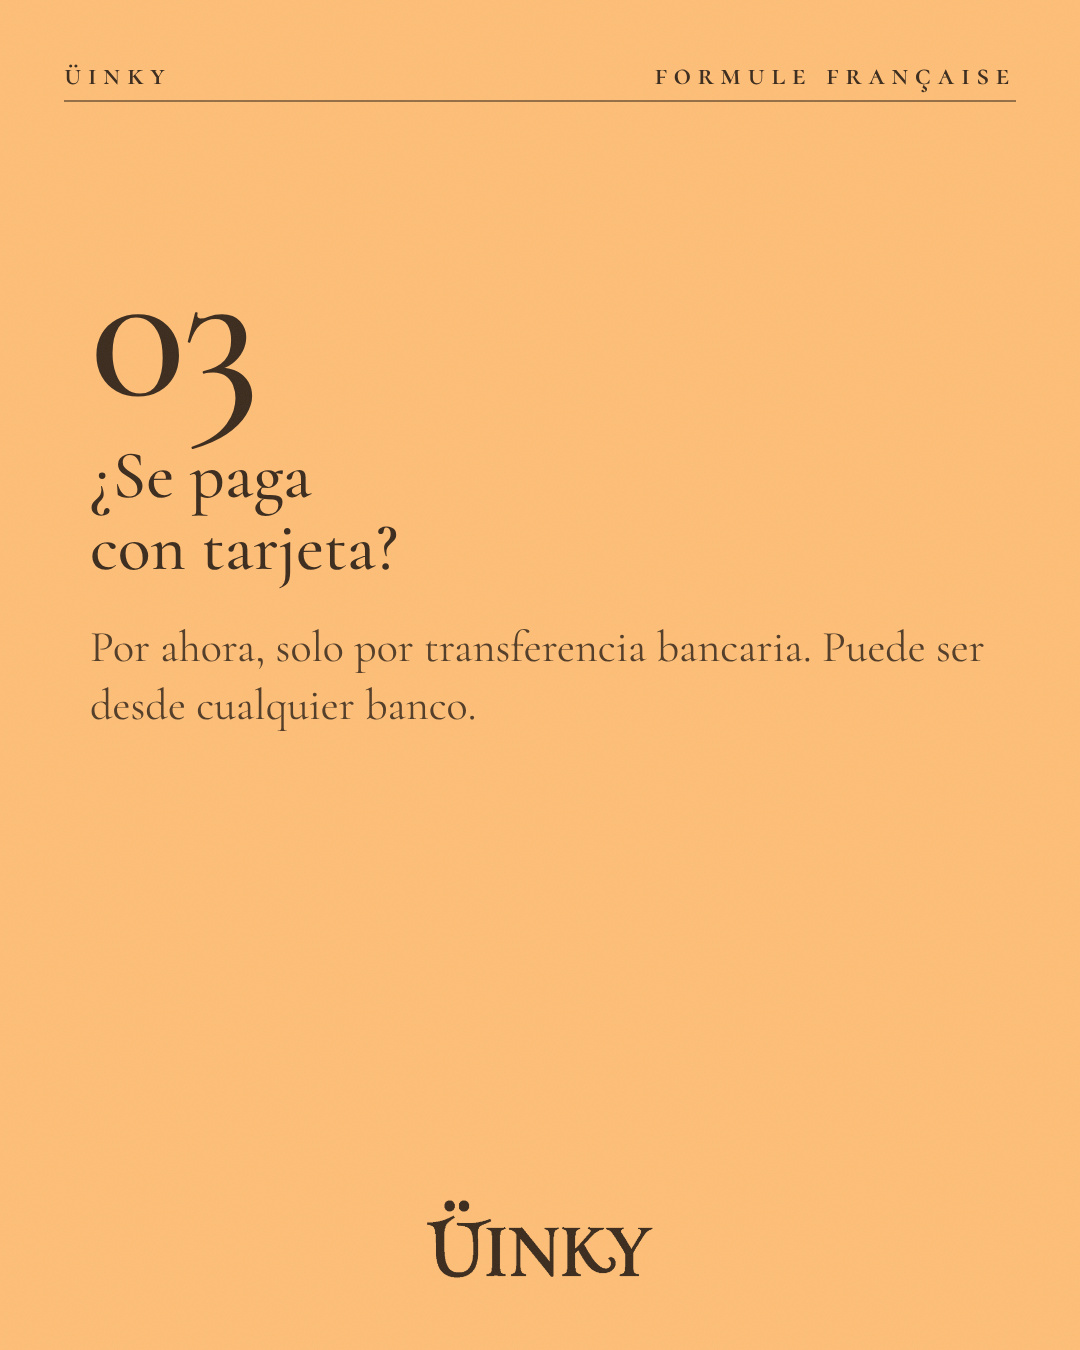 ÜINKY FORMULE FRANÇAISE
03
¿Se paga
con tarjeta?
Por ahora, solo por transferencia bancaria. Puede ser
desde cualquier banco.
ÜINKY